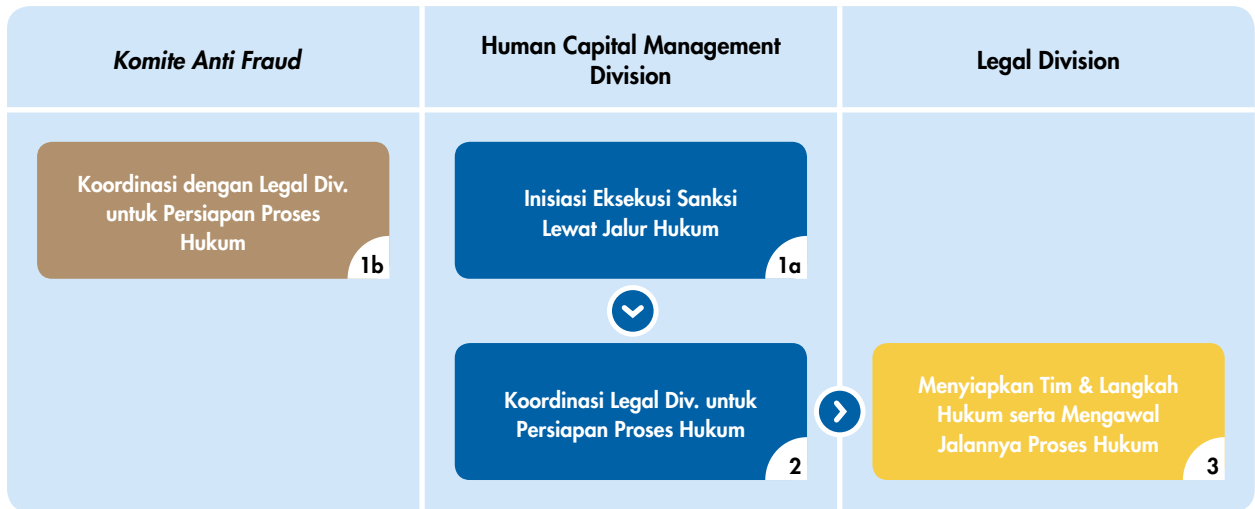 Komite Anti Fraud
Human Capital Management
Division
Legal Division
Koordinasi dengan Legal Div.
untuk Persiapan Proses
Hukum
1b
Inisiasi Eksekusi Sanksi
Lewat Jalur Hukum
1a
Koordinasi Legal Div. untuk
Persiapan Proses Hukum
2
Menyiapkan Tim & Langkah
Hukum serta Mengawal
Jalannya Proses Hukum
3